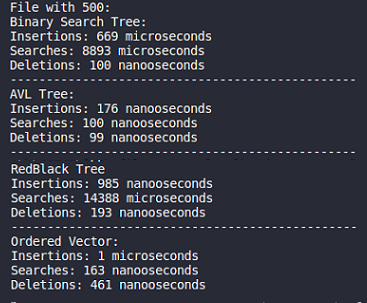 File with 500:
Binary Search Tree:
Insertions: 669 microseconds
Searches: 8893 microseconds
Deletions: 100 nanooseconds
------------------------------------------------
AVL Tree:
Insertions: 176 nanooseconds
Searches: 100 nanooseconds
Deletions: 99 nanooseconds
------------------------------------------------
RedBlack Tree
Insertions: 985 nanooseconds
Searches: 14388 microseconds
Deletions: 193 nanooseconds
------------------------------------------------
Ordered Vector:
Insertions: 1 microseconds
Searches: 163 nanooseconds
Deletions: 461 nanooseconds